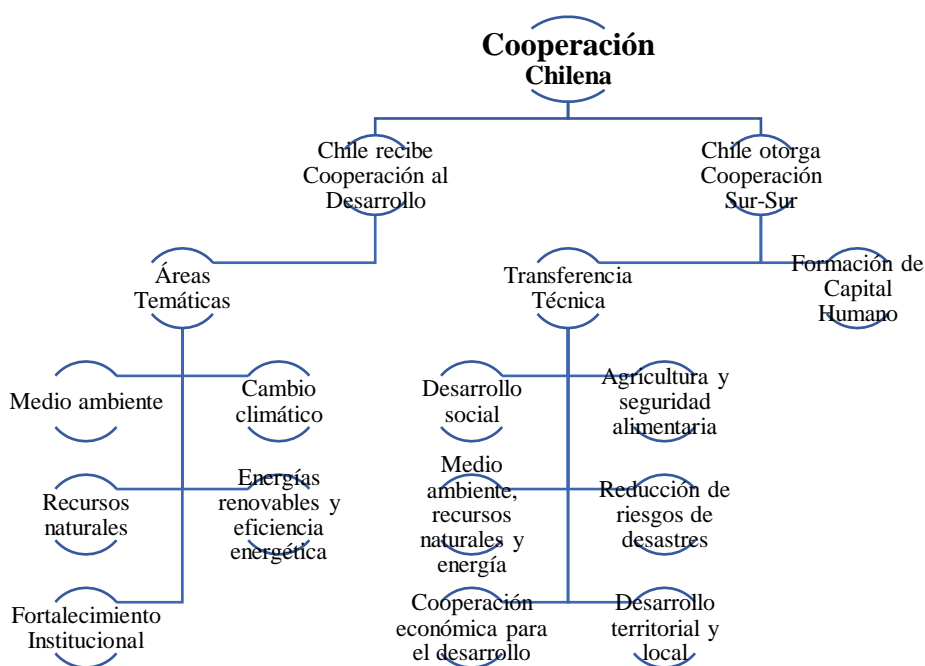 Cooperación
Chilena
Chile recibe
Cooperación al
Desarrollo
Chile otorga
Cooperación
Sur-Sur
Áreas
Temáticas
Transferencia
Técnica
Formación de
Capital
Humano
Medio ambiente
Cambio
climático
Recursos
naturales
Energías
renovables y
eficiencia
energética
Fortalecimiento
Institucional
Desarrollo
social
Agricultura y
seguridad
alimentaria
Medio
ambiente,
recursos
naturales y
energía
Reducción de
riesgos de
desastres
Cooperación
económica para
el desarrollo
Desarrollo
territorial y
local